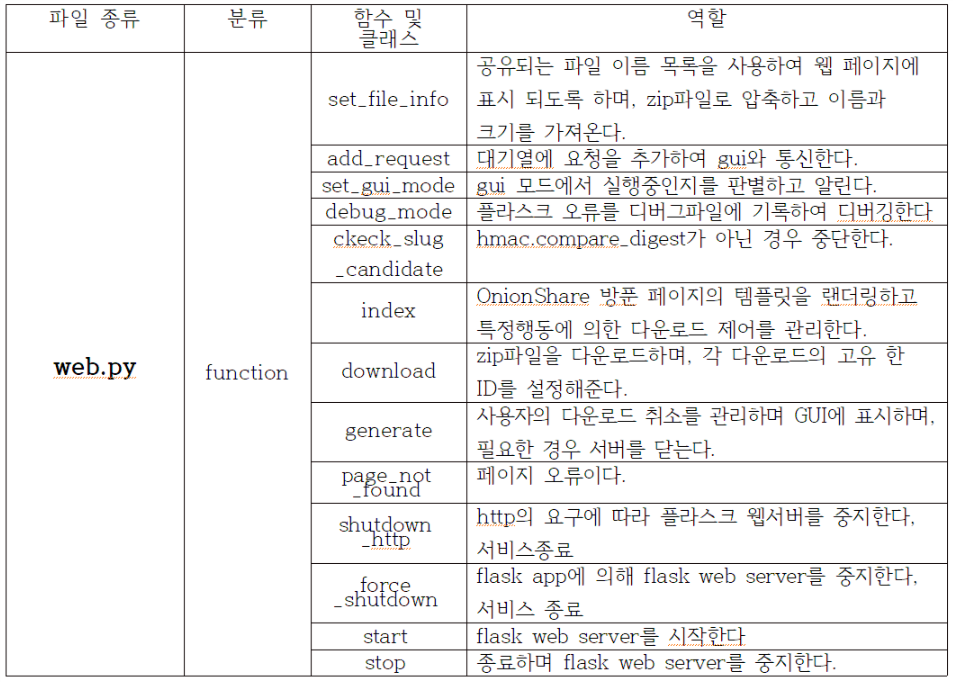 파일 종류 분류 함수 및 역할
클래스
web.py
function
set_file_info
공유되는 파일 이름 목록을 사용하여 웹 페이지에
표시 되도록 하며, zip파일로 압축하고 이름과
크기를 가져온다.
add_request
대기열에 요청을 추가하여 gui와 통신한다.
set_gui_mode
gui 모드에서 실행중인지를 판별하고 알린다.
debug_mode
플라스크 오류를 디버그파일에 기록하여 디버깅한다
ckeck_slug
_candidate
hmac.compare_digest가 아닌 경우 중단한다.
index
OnionShare 방푼 페이지의 템플릿을 랜더링하고
특정행동에 의한 다운로드 제어를 관리한다.
download
zip파일을 다운로드하며, 각 다운로드의 고유 한
ID를 설정해준다.
generate
사용자의 다운로드 취소를 관리하며 GUI에 표시하며,
필요한 경우 서버를 닫는다.
page_not
_found
페이지 오류이다.
shutdown
_http
http의 요구에 따라 플라스크 웹서버를 중지한다,
서비스종료
force
_shutdown
flask app에 의해 flask web server를 중지한다,
서비스 종료
start
flask web server를 시작한다
stop
종료하며 flask web server를 중지한다.